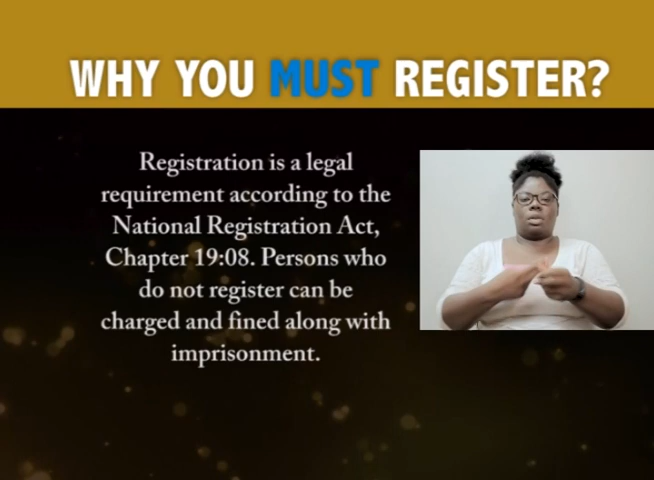 WHY YOU MUST REGISTER?
Registration is a legal
requirement according to the
National Registration Act,
Chapter 19:08. Persons who
do not register can be
charged and fined along with
imprisonment.